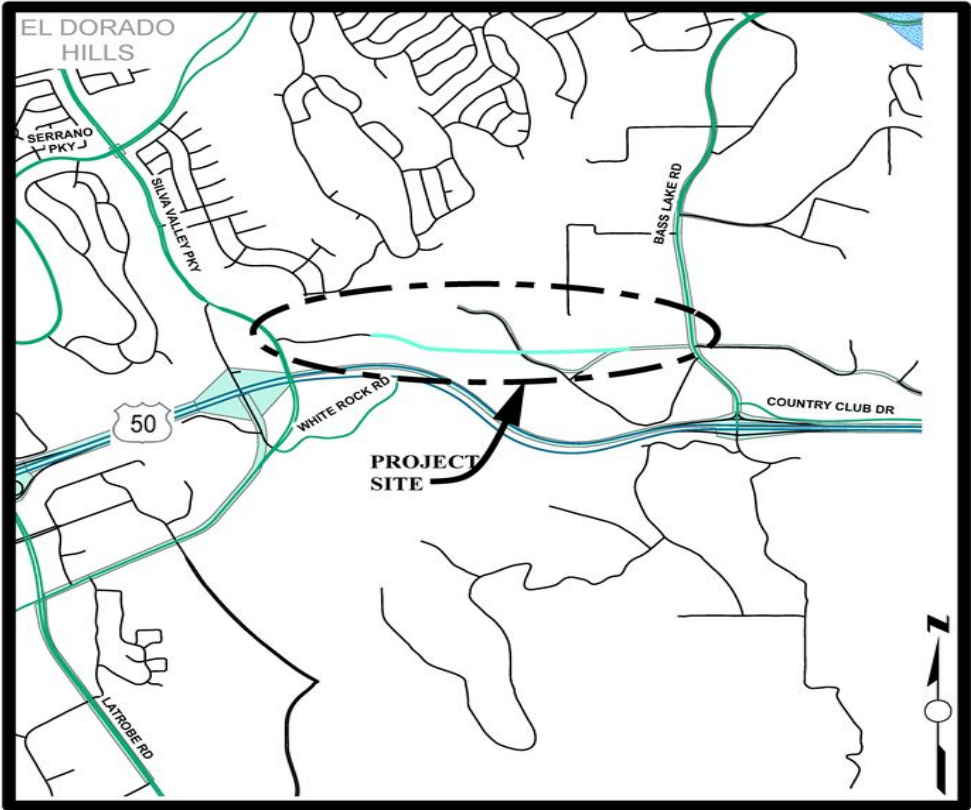 EL DORADO
HILLS
SERRANO
PKY
SILVA VALLEY PKY
BASS LAKE RD
50
WHITE ROCK RD
COUNTRY CLUB DR
PROJECT
SITE
LATROBE RD
N